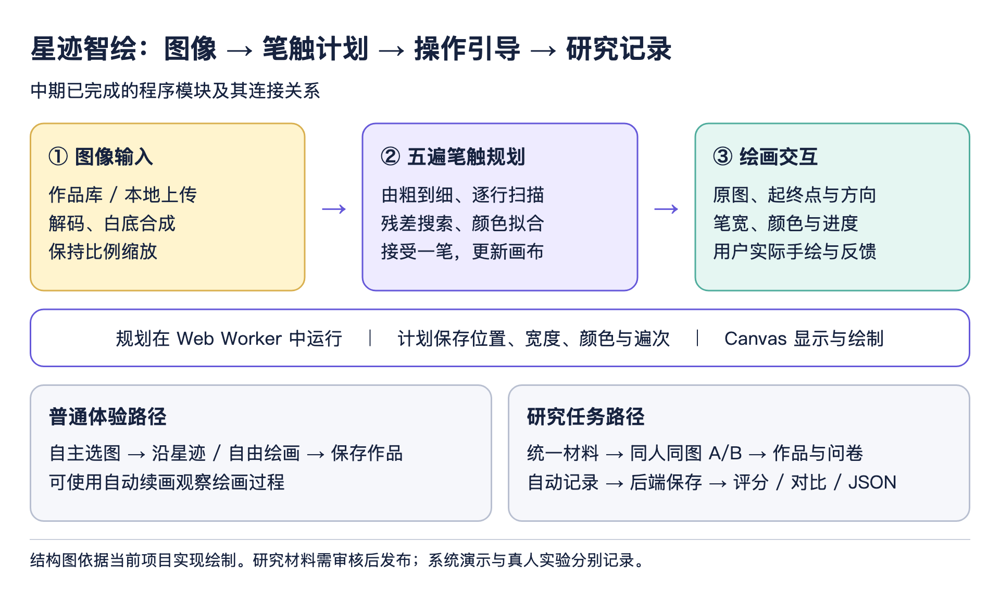 星迹智绘：图像 → 笔触计划 → 操作引导 → 研究记录
中期已完成的程序模块及其连接关系
① 图像输入
作品库 / 本地上传
解码、白底合成
保持比例缩放
→
② 五遍笔触规划
由粗到细、逐行扫描
残差搜索、颜色拟合
接受一笔，更新画布
→
③ 绘画交互
原图、起终点与方向
笔宽、颜色与进度
用户实际手绘与反馈
规划在 Web Worker 中运行 | 计划保存位置、宽度、颜色与遍次 | Canvas 显示与绘制
普通体验路径
自主选图 → 沿星迹 / 自由绘画 → 保存作品
可使用自动续画观察绘画过程
研究任务路径
统一材料 → 同人同图 A/B → 作品与问卷
自动记录 → 后端保存 → 评分 / 对比 / JSON
结构图依据当前项目实现绘制。研究材料需审核后发布；系统演示与真人实验分别记录。